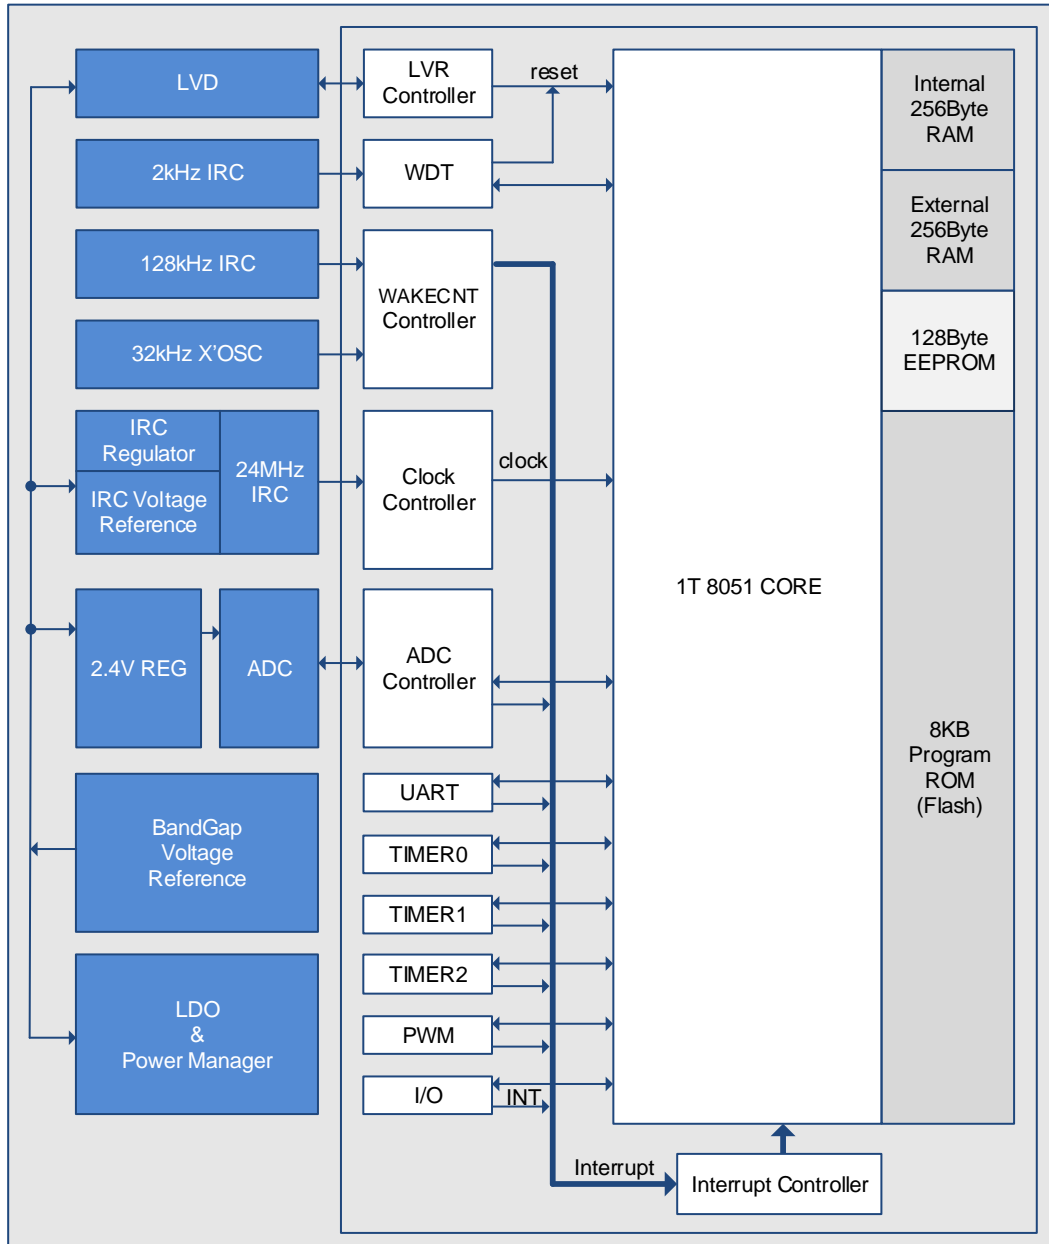 LVD
LVR
Controller
reset
Internal
256Byte
RAM
2kHz IRC
WDT
External
256Byte
RAM
128kHz IRC
WAKECNT
Controller
32kHz X'OSC
128Byte
EEPROM
IRC
Regulator
IRC Voltage
Reference
24MHz
IRC
Clock
Controller
clock
1T 8051 CORE
2.4V REG
ADC
ADC
Controller
8KB
Program
ROM
(Flash)
UART
BandGap
Voltage
Reference
TIMER0
TIMER1
TIMER2
LDO
&
Power Manager
PWM
I/O
INT
Interrupt
Interrupt Controller